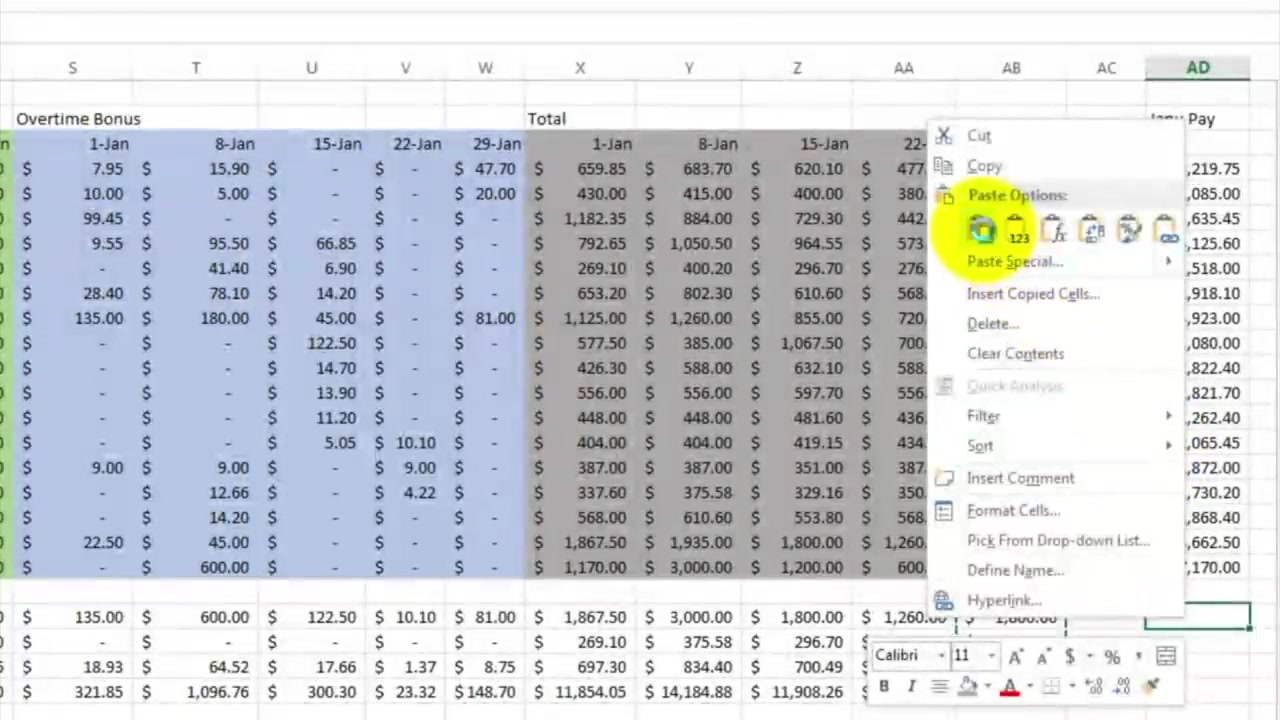 S T U V W X Y Z AA AB AC AD
Overtime Bonus Total Pay
1-Jan 8-Jan 15-Jan 22-Jan 29-Jan 1-Jan 8-Jan 15-Jan 22-
$ 7.95 $ 15.90 $ - $ - $ 47.70 $ 659.85 $ 683.70 $ 620.10 $ 477. ,219.75
$ 10.00 $ 5.00 $ - $ - $ 20.00 $ 430.00 $ 415.00 $ 400.00 $ 380. ,085.00
$ 99.45 $ - $ - $ - $ - $ 1,182.35 $ 884.00 $ 729.30 $ 442. ,635.45
$ 9.55 $ 95.50 $ 66.85 $ - $ - $ 792.65 $ 1,050.50 $ 964.55 $ 573. ,125.60
$ - $ 41.40 $ 6.90 $ - $ - $ 269.10 $ 400.20 $ 296.70 $ 276. ,518.00
$ 28.40 $ 78.10 $ 14.20 $ - $ - $ 653.20 $ 802.30 $ 610.60 $ 568. ,918.10
$ 135.00 $ 180.00 $ 45.00 $ - $ 81.00 $ 1,125.00 $ 1,260.00 $ 855.00 $ 720. ,923.00
$ - $ - $ 122.50 $ - $ - $ 577.50 $ 385.00 $ 1,067.50 $ 700. ,080.00
$ - $ - $ 14.70 $ - $ - $ 426.30 $ 588.00 $ 632.10 $ 588. ,822.40
$ - $ - $ 13.90 $ - $ - $ 556.00 $ 556.00 $ 597.70 $ 556. ,821.70
$ - $ - $ 11.20 $ - $ - $ 448.00 $ 448.00 $ 481.60 $ 436. ,262.40
$ - $ - $ 5.05 $ 10.10 $ - $ 404.00 $ 404.00 $ 419.15 $ 434. ,065.45
$ 9.00 $ 9.00 $ - $ 9.00 $ - $ 387.00 $ 387.00 $ 351.00 $ 387. ,872.00
$ - $ 12.66 $ - $ 4.22 $ - $ 337.60 $ 375.58 $ 329.16 $ 350. ,730.20
$ - $ 14.20 $ - $ - $ - $ 568.00 $ 610.60 $ 553.80 $ 568. ,868.40
$ 22.50 $ 45.00 $ - $ - $ - $ 1,867.50 $ 1,935.00 $ 1,800.00 $ 1,260. ,662.50
$ - $ 600.00 $ - $ - $ - $ 1,170.00 $ 3,000.00 $ 1,200.00 $ 600. ,170.00
$ 135.00 $ 600.00 $ 122.50 $ 10.10 $ 81.00 $ 1,867.50 $ 3,000.00 $ 1,800.00 $ 1,260.00 $ 1,800.00
$ - $ - $ - $ - $ - $ 269.10 $ 375.58 $ 296.70
$ 18.93 $ 64.52 $ 17.66 $ 1.37 $ 8.75 $ 697.30 $ 834.40 $ 700.49
$ 321.85 $ 1,096.76 $ 300.30 $ 23.32 $ 148.70 $ 11,854.05 $ 14,184.88 $ 11,908.26
Cut
Copy
Paste Options:
123 fx
Paste Special...
Insert Copied Cells...
Delete...
Clear Contents
Quick Analysis
Filter
Sort
Insert Comment
Format Cells...
Pick From Drop-down List...
Define Name...
Hyperlink...
Calibri 11 A A $ % ,
B I A